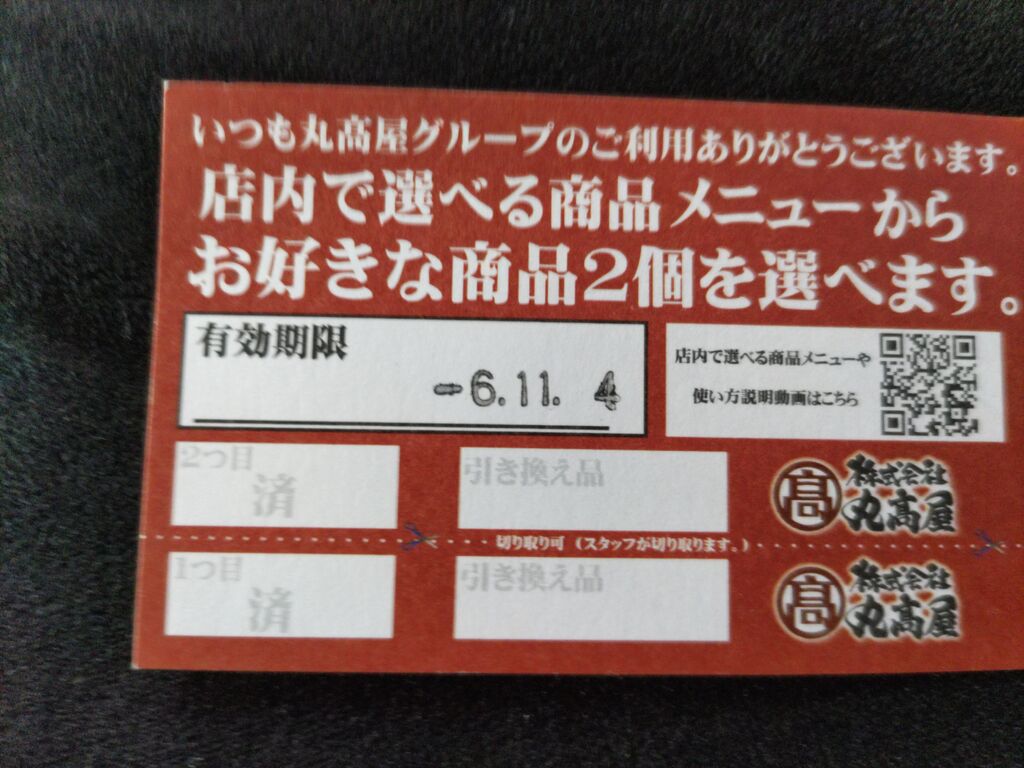 いつも丸髙屋グループのご利用ありがとうございます。
店内で選べる商品メニューから
お好きな商品2個を選べます。
有効期限
-6.11. 4
店内で選べる商品メニューや
使い方説明動画はこちら
2つ目
済
引き換え品
髙
株式会社
丸髙屋
切り取り可 (スタッフが切り取ります。)
1つ目
済
引き換え品
髙
株式会社
丸髙屋